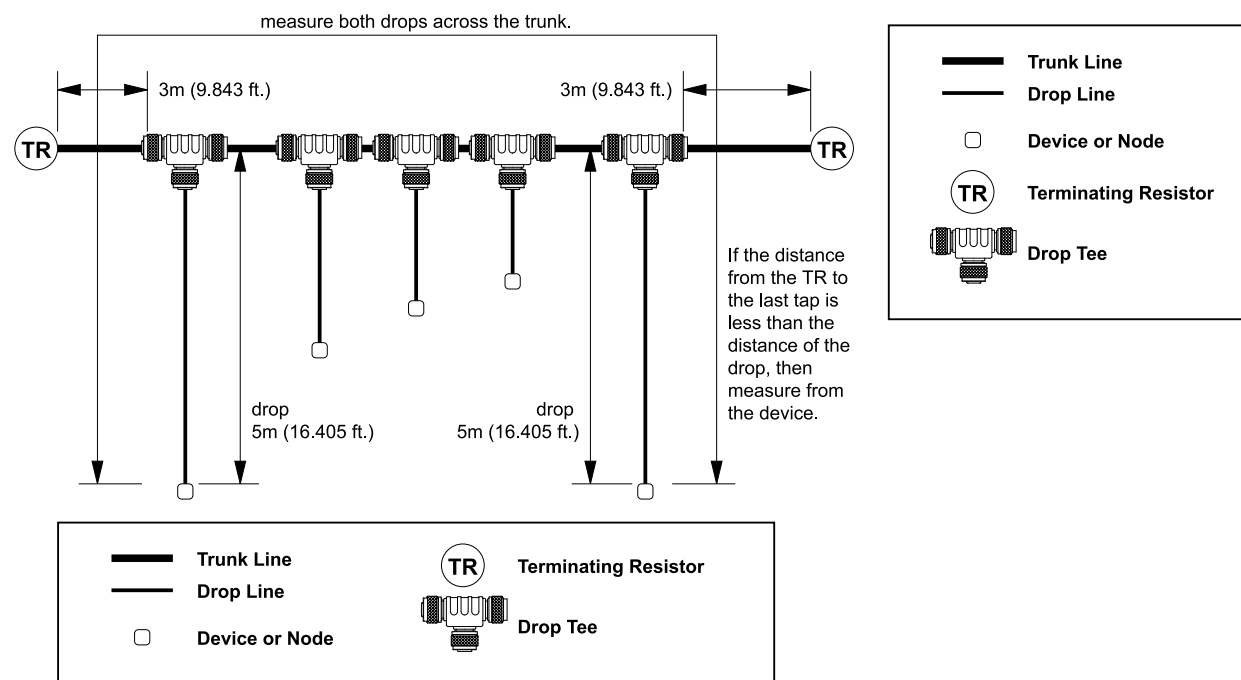 measure both drops across the trunk.
3m (9.843 ft.)
3m (9.843 ft.)
TR
TR
If the distance
from the TR to
the last tap is
less than the
distance of the
drop, then
measure from
the device.
drop
5m (16.405 ft.)
drop
5m (16.405 ft.)
Trunk Line
Drop Line
Device or Node
TR
Terminating Resistor
Drop Tee
Trunk Line
Drop Line
Device or Node
TR
Terminating Resistor
Drop Tee